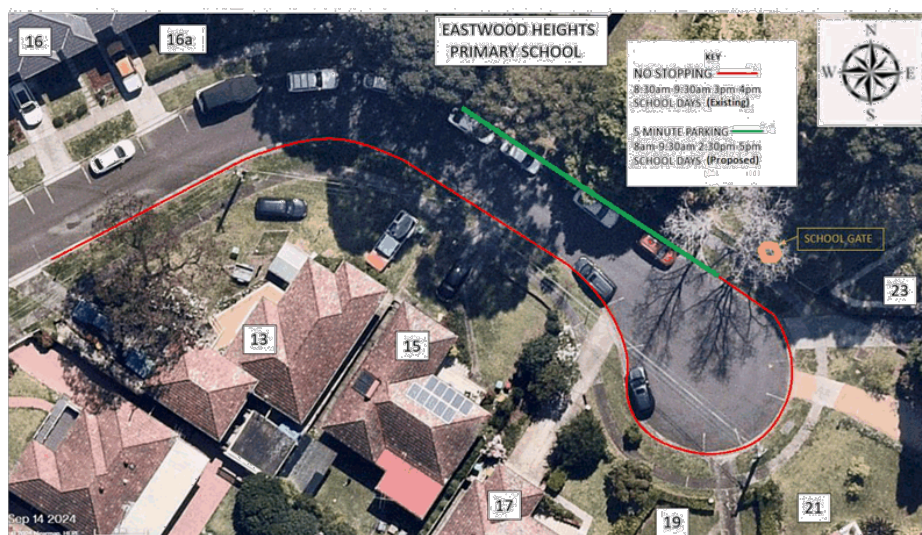 16
16a
EASTWOOD HEIGHTS
PRIMARY SCHOOL
KEY
NO STOPPING
8:30am-9:30am 3pm-4pm
SCHOOL DAYS (Existing)
5 MINUTE PARKING
8am-9:30am 2:30pm-5pm
SCHOOL DAYS (Proposed)
N
W E
S
SCHOOL GATE
23
13
15
17
19
21
Sep 14 2024